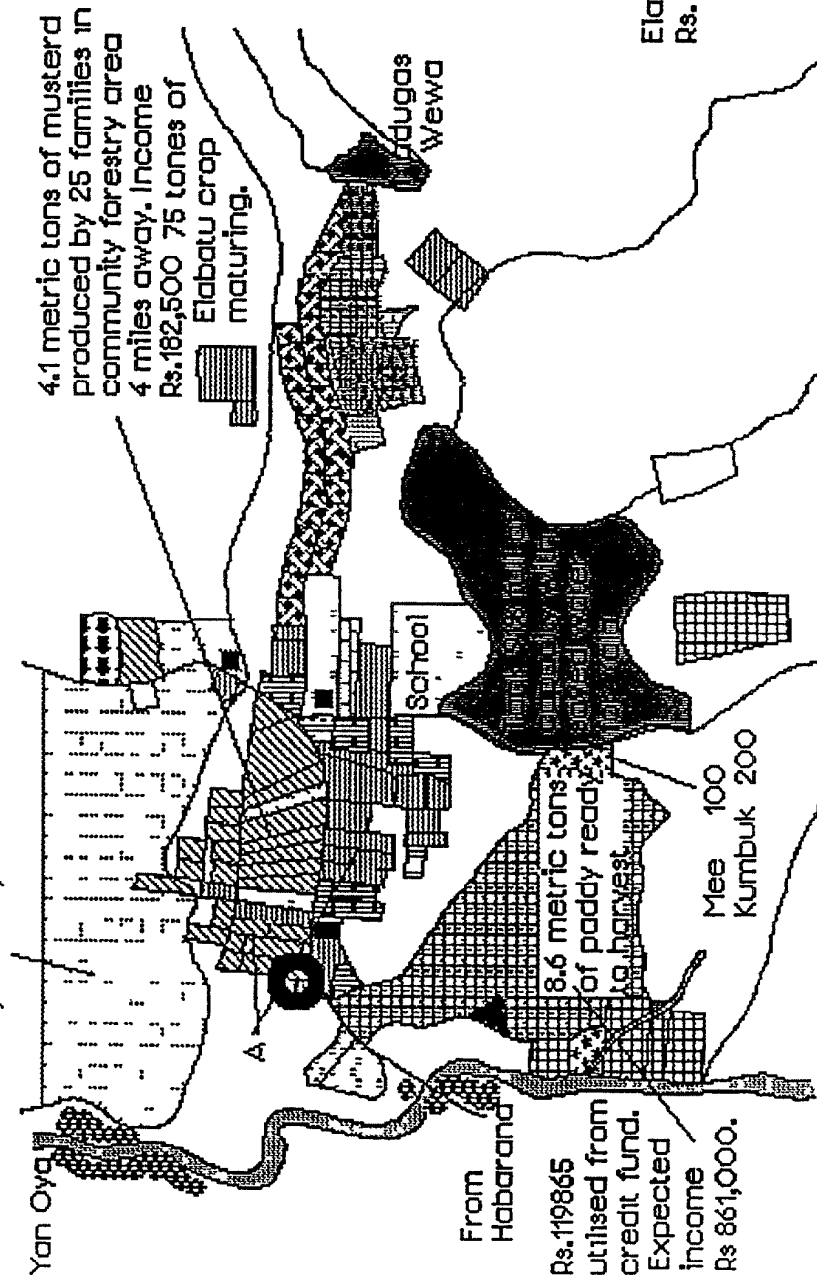 4.1 metric tons of musterd
produced by 25 families in
community forestry area
4 miles away. Income
Rs.182,500 75 tones of
Elabatu crop
maturing.
Ela
Rs.
Yan Oya
dugas
Wewa
School
A
From
Habarand
8.6 metric tons
of paddy ready
to harvest
Mee 100
Kumbuk 200
Rs.119865
utilised from
credit fund.
Expected
income
Rs 861,000.